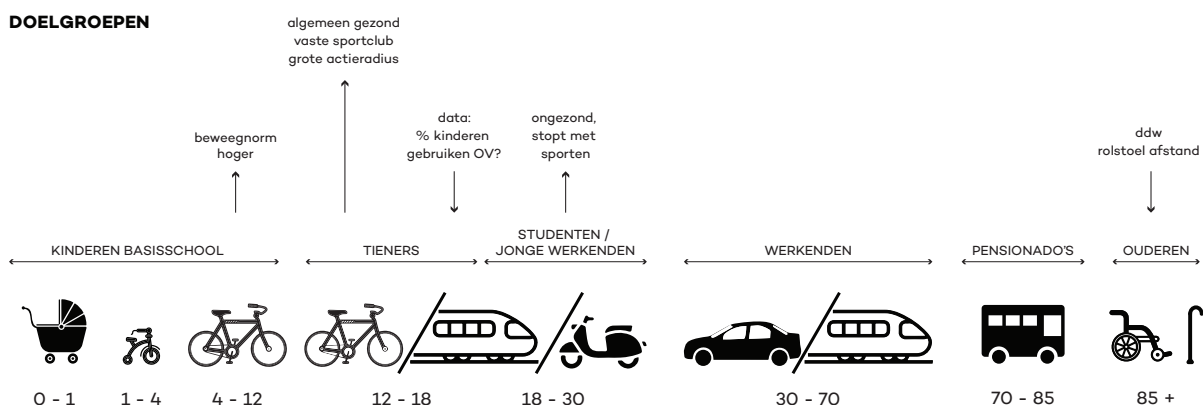 DOELGROEPEN
algemeen gezond
vaste sportclub
grote actieradius
beweegnorm
hoger
data:
% kinderen
gebruiken OV?
ongezond,
stopt met
sporten
ddw
rolstoel afstand
KINDEREN BASISSCHOOL
TIENERS
STUDENTEN /
JONGE WERKENDEN
WERKENDEN
PENSIONADO'S
OUDEREN
0 - 1
1 - 4
4 - 12
12 - 18
18 - 30
30 - 70
70 - 85
85 +